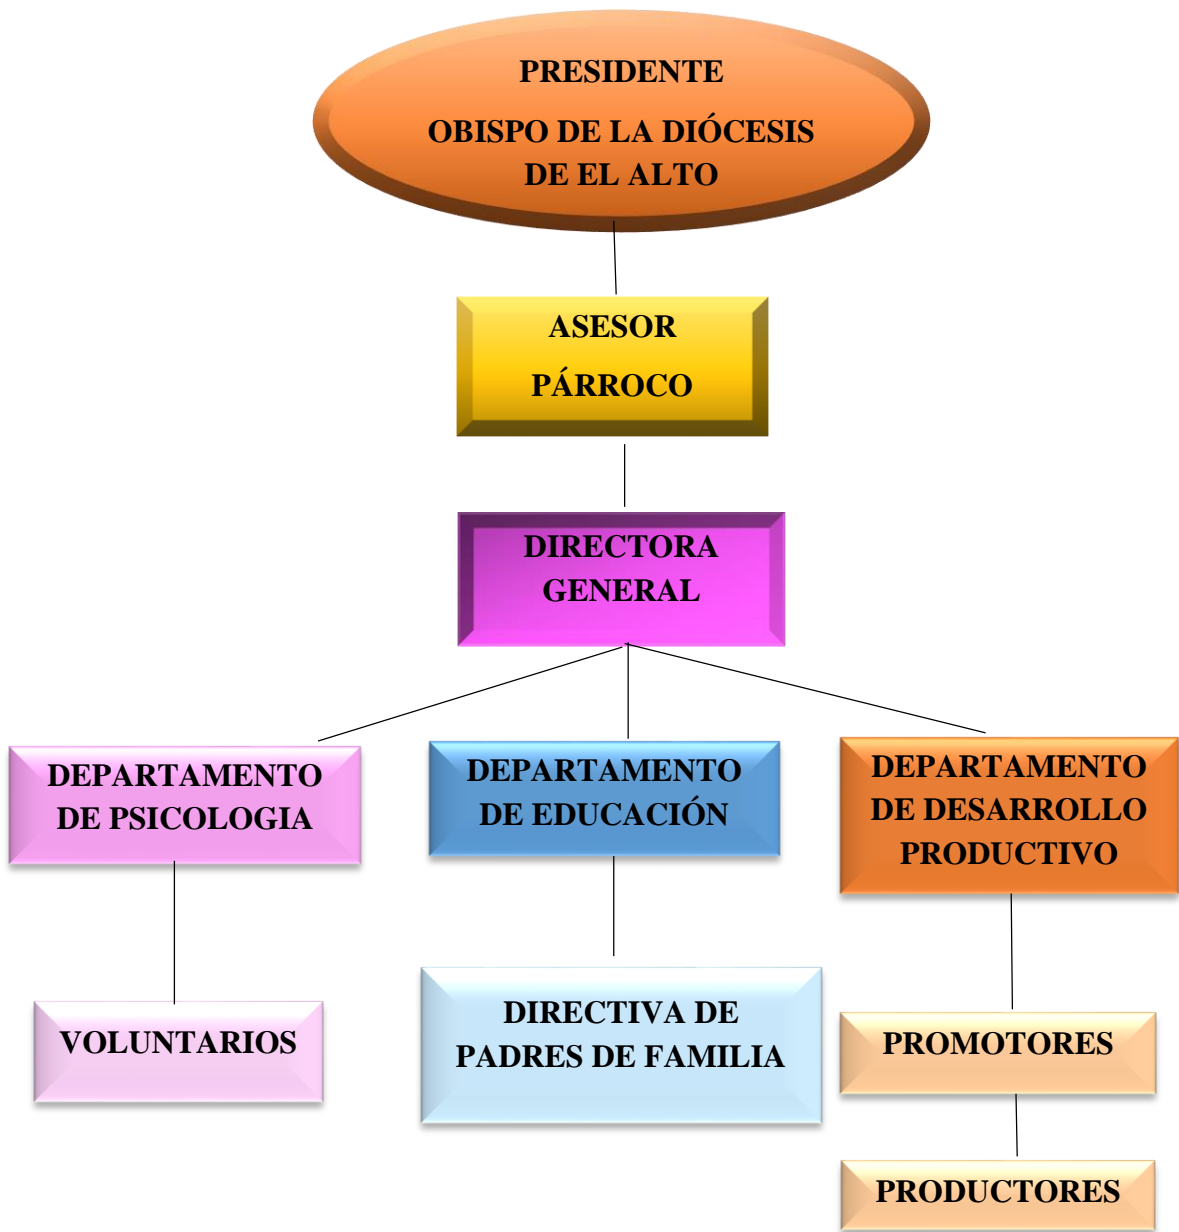 PRESIDENTE
OBISPO DE LA DIÓCESIS
DE EL ALTO
ASESOR
PÁRROCO
DIRECTORA
GENERAL
DEPARTAMENTO
DE PSICOLOGIA
DEPARTAMENTO
DE EDUCACIÓN
DEPARTAMENTO
DE DESARROLLO
PRODUCTIVO
VOLUNTARIOS
DIRECTIVA DE
PADRES DE FAMILIA
PROMOTORES
PRODUCTORES